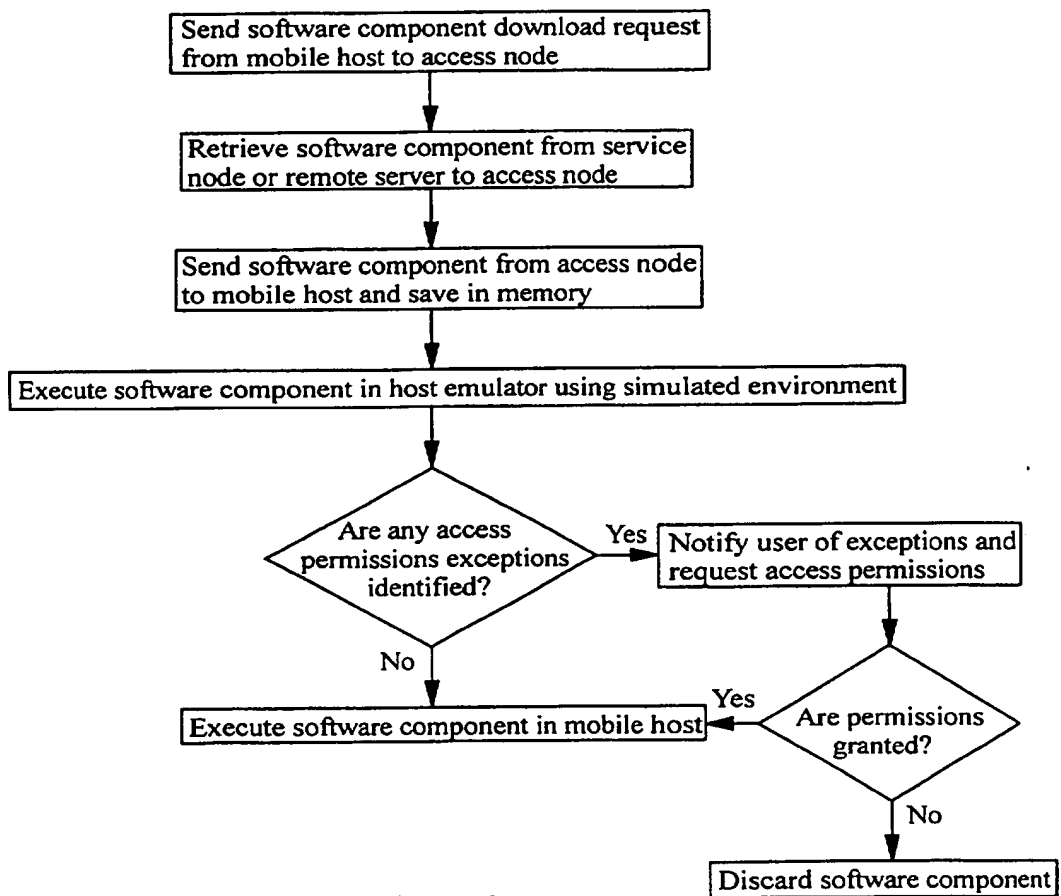 Send software component download request
from mobile host to access node
Retrieve software component from service
node or remote server to access node
Send software component from access node
to mobile host and save in memory
Execute software component in host emulator using simulated environment
Are any access
permissions exceptions
identified?
Yes
Notify user of exceptions and
request access permissions
No
Execute software component in mobile host
Yes
Are permissions
granted?
No
Discard software component